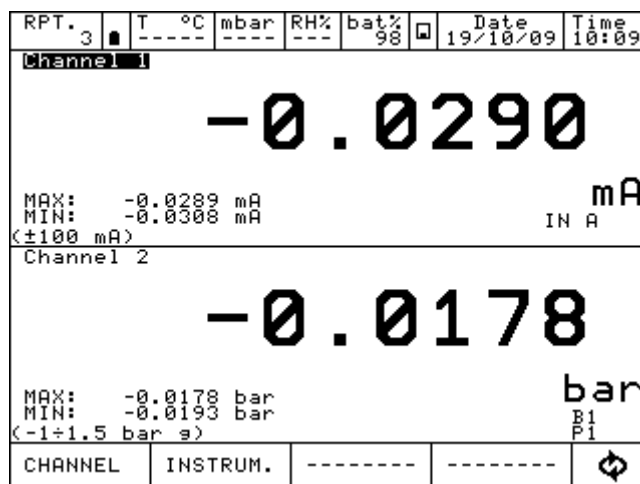 RPT. T °C mbar RH% bat% Date Time
3 ----- ---- --- 98 19/10/09 10:09
Channel 1
-0.0290
mA
MAX: -0.0289 mA
MIN: -0.0308 mA
IN A
(±100 mA)
Channel 2
-0.0178
bar
MAX: -0.0178 bar
MIN: -0.0193 bar
B1
(-1÷1.5 bar g)
P1
CHANNEL INSTRUM. -------- --------